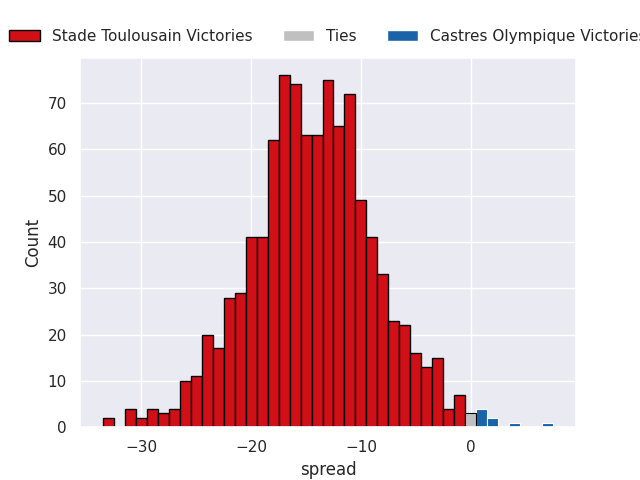 Stade Toulousain Victories Ties Castres Olympique Victories
70
60
50
40
30
20
10
0
Count
−30 −20 −10 0
spread